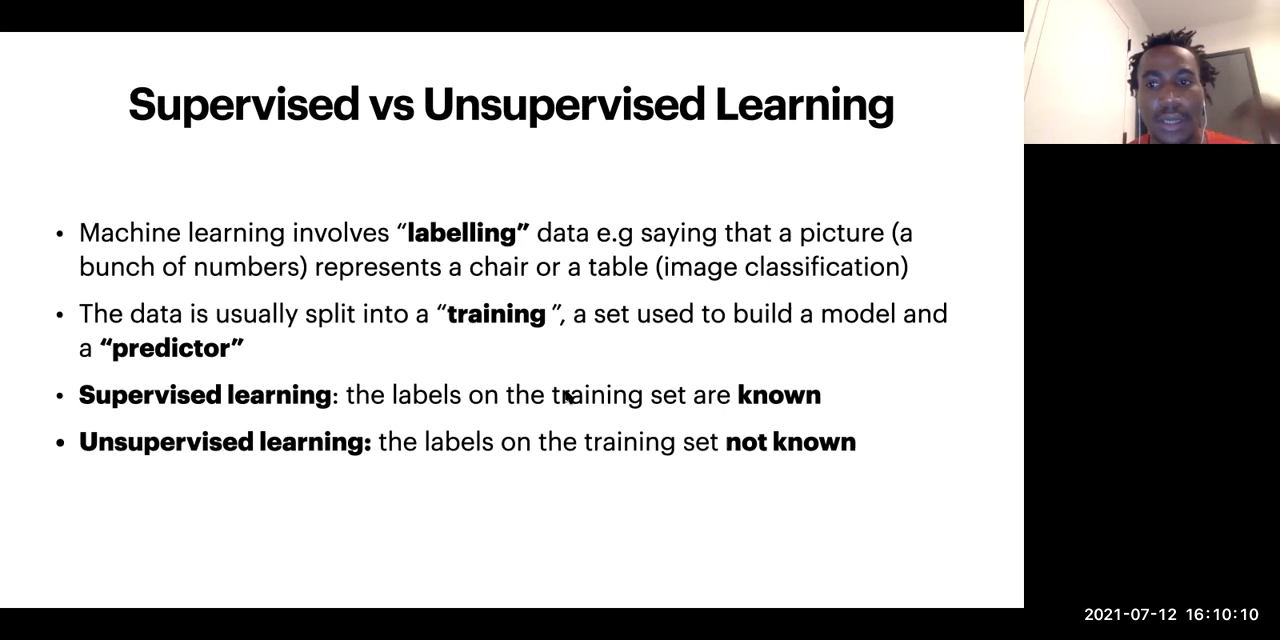 Supervised vs Unsupervised Learning
• Machine learning involves “labelling” data e.g saying that a picture (a
bunch of numbers) represents a chair or a table (image classification)
• The data is usually split into a “training ”, a set used to build a model and
a “predictor”
• Supervised learning: the labels on the training set are known
• Unsupervised learning: the labels on the training set not known
2021-07-12 16:10:10